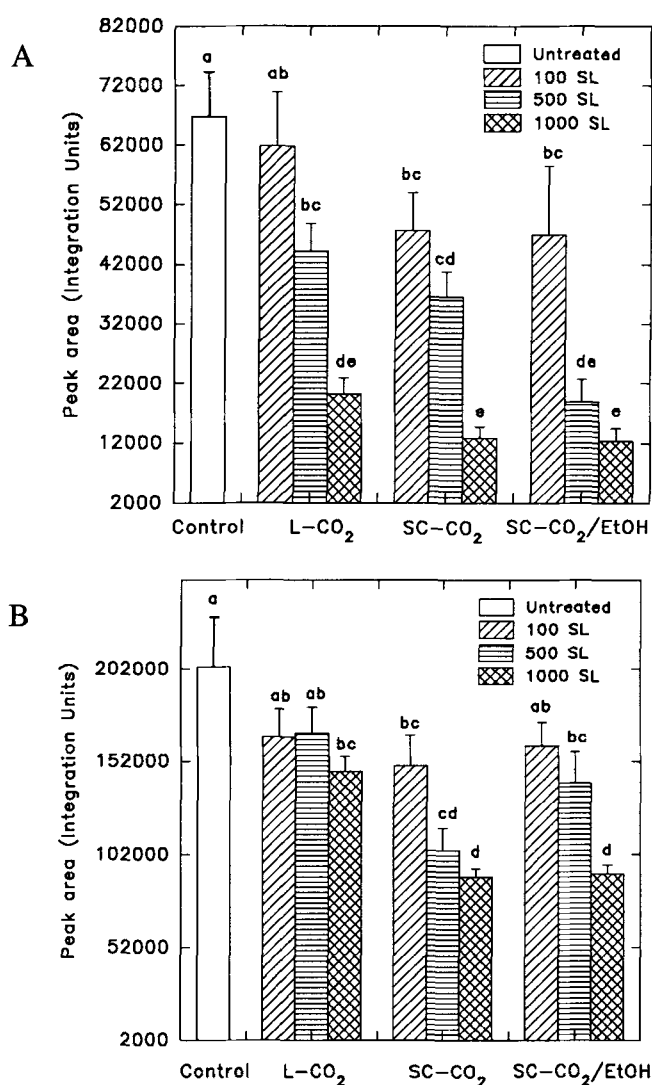 A
Peak area (Integration Units)
82000
72000
62000
52000
42000
32000
22000
12000
2000
Untreated
100 SL
500 SL
1000 SL
a
ab
bc
de
bc
cd
e
bc
de
e
Control L-CO₂ SC-CO₂ SC-CO₂/EtOH
B
Peak area (Integration Units)
202000
152000
102000
52000
2000
Untreated
100 SL
500 SL
1000 SL
a
ab
ab
bc
bc
cd
d
ab
bc
d
Control L-CO₂ SC-CO₂ SC-CO₂/EtOH